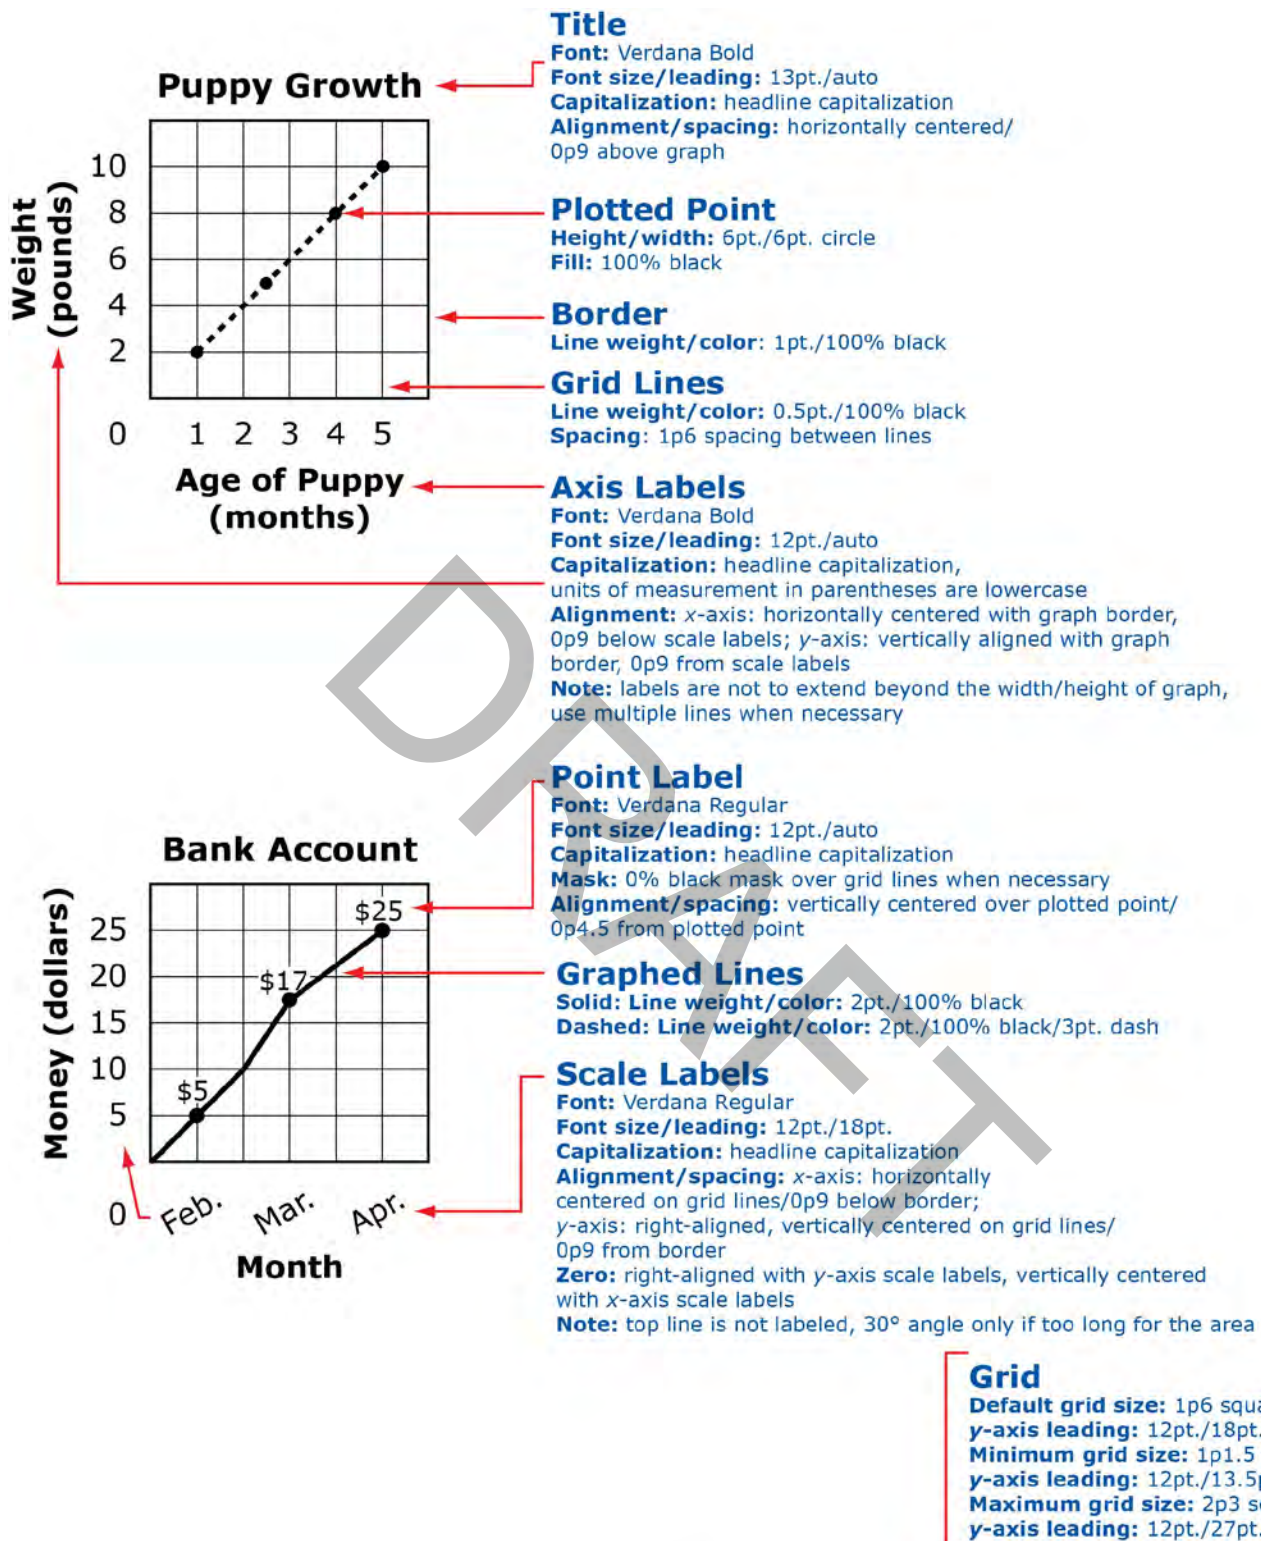 Title
Font: Verdana Bold
Font size/leading: 13pt./auto
Capitalization: headline capitalization
Alignment/spacing: horizontally centered/
0p9 above graph
Puppy Growth
Weight
(pounds)
10
8
6
4
2
0 1 2 3 4 5
Age of Puppy
(months)
Plotted Point
Height/width: 6pt./6pt. circle
Fill: 100% black
Border
Line weight/color: 1pt./100% black
Grid Lines
Line weight/color: 0.5pt./100% black
Spacing: 1p6 spacing between lines
Axis Labels
Font: Verdana Bold
Font size/leading: 12pt./auto
Capitalization: headline capitalization,
units of measurement in parentheses are lowercase
Alignment: x-axis: horizontally centered with graph border,
0p9 below scale labels; y-axis: vertically aligned with graph
border, 0p9 from scale labels
Note: labels are not to extend beyond the width/height of graph,
use multiple lines when necessary
DRAFT
Point Label
Font: Verdana Regular
Font size/leading: 12pt./auto
Capitalization: headline capitalization
Mask: 0% black mask over grid lines when necessary
Alignment/spacing: vertically centered over plotted point/
0p4.5 from plotted point
Bank Account
Money (dollars)
25
20
15
10
5
0
$5
$17
$25
Feb. Mar. Apr.
Month
Graphed Lines
Solid: Line weight/color: 2pt./100% black
Dashed: Line weight/color: 2pt./100% black/3pt. dash
Scale Labels
Font: Verdana Regular
Font size/leading: 12pt./18pt.
Capitalization: headline capitalization
Alignment/spacing: x-axis: horizontally
centered on grid lines/0p9 below border;
y-axis: right-aligned, vertically centered on grid lines/
0p9 from border
Zero: right-aligned with y-axis scale labels, vertically centered
with x-axis scale labels
Note: top line is not labeled, 30° angle only if too long for the area
Grid
Default grid size: 1p6
y-axis leading: 12pt./18pt.
Minimum grid size: 1p1.5
y-axis leading: 12pt./13.5
Maximum grid size: 2p3
y-axis leading: 12pt./27pt.